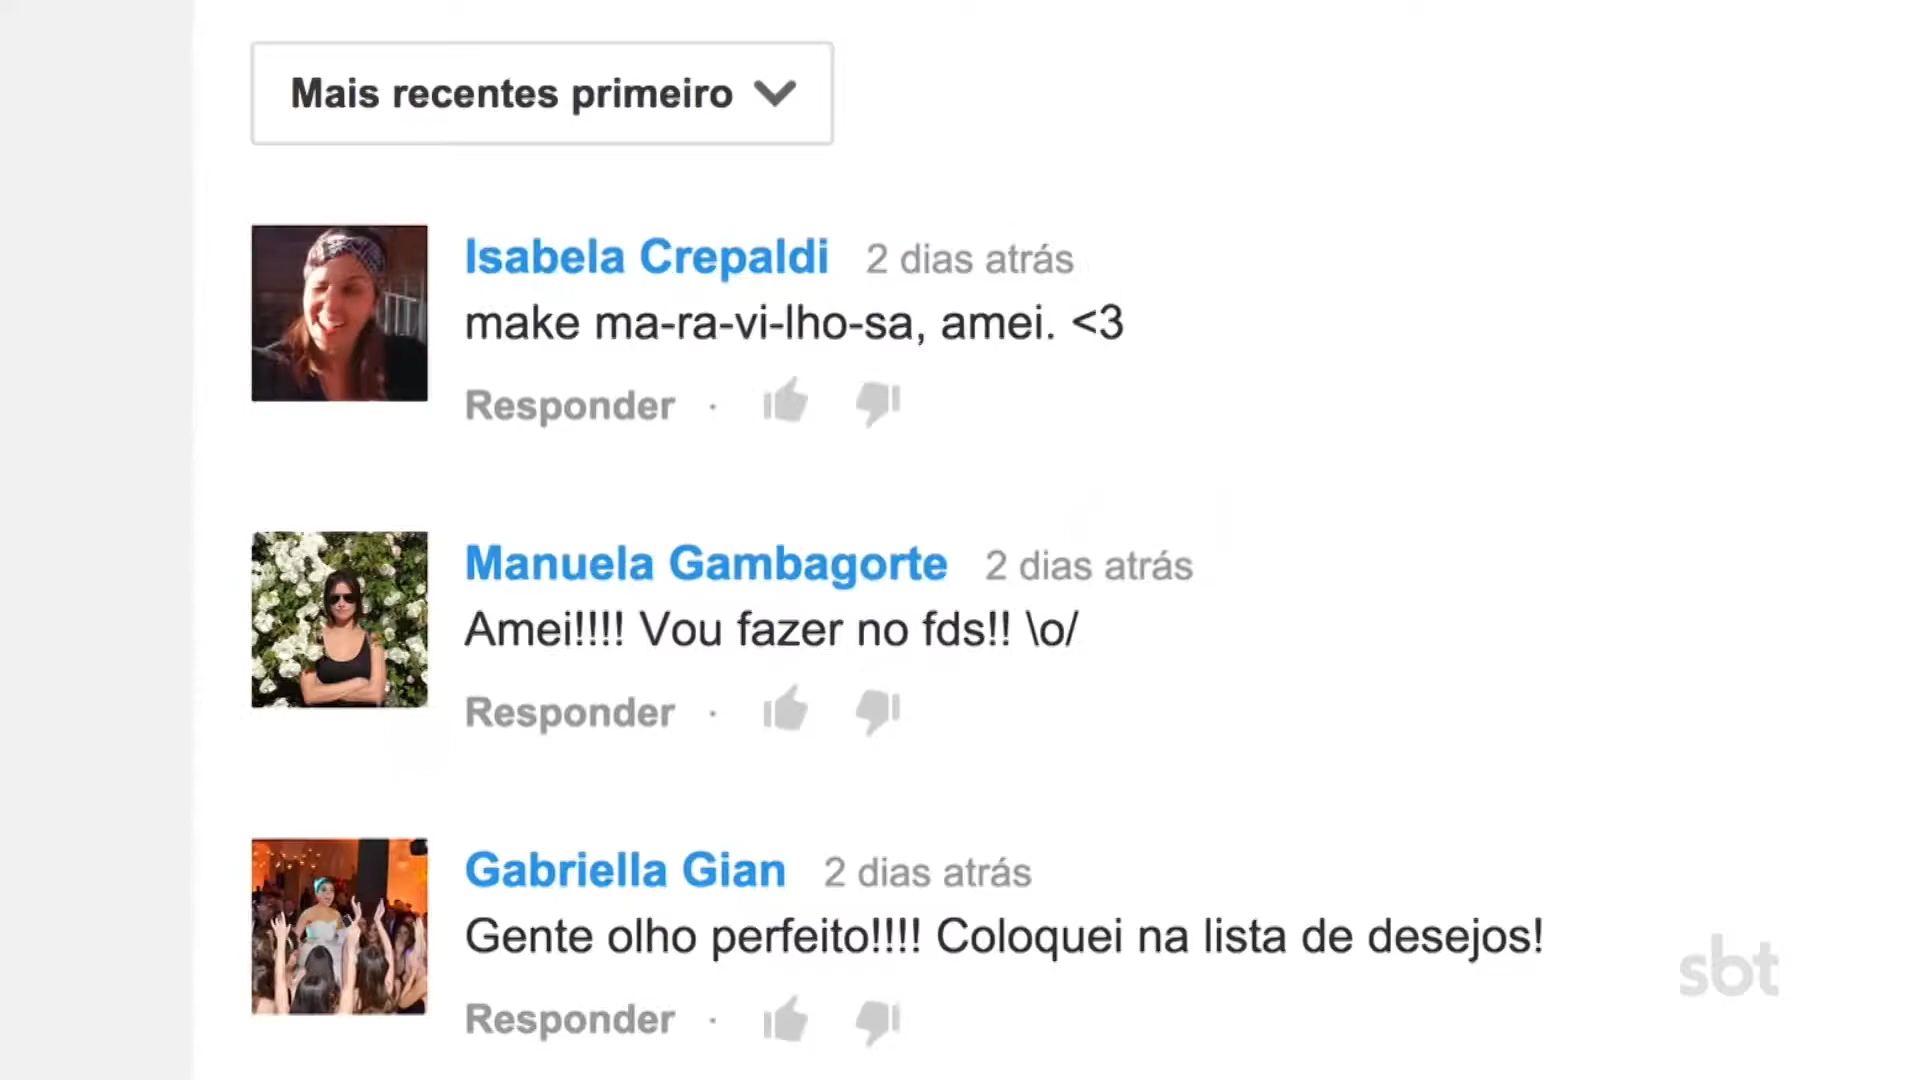 Mais recentes primeiro
Isabela Crepaldi 2 dias atrás
make ma-ra-vi-lho-sa, amei. <3
Responder ·
Manuela Gambagorte 2 dias atrás
Amei!!!! Vou fazer no fds!! \o/
Responder ·
Gabriella Gian 2 dias atrás
Gente olho perfeito!!!! Coloquei na lista de desejos!
Responder ·
sbt